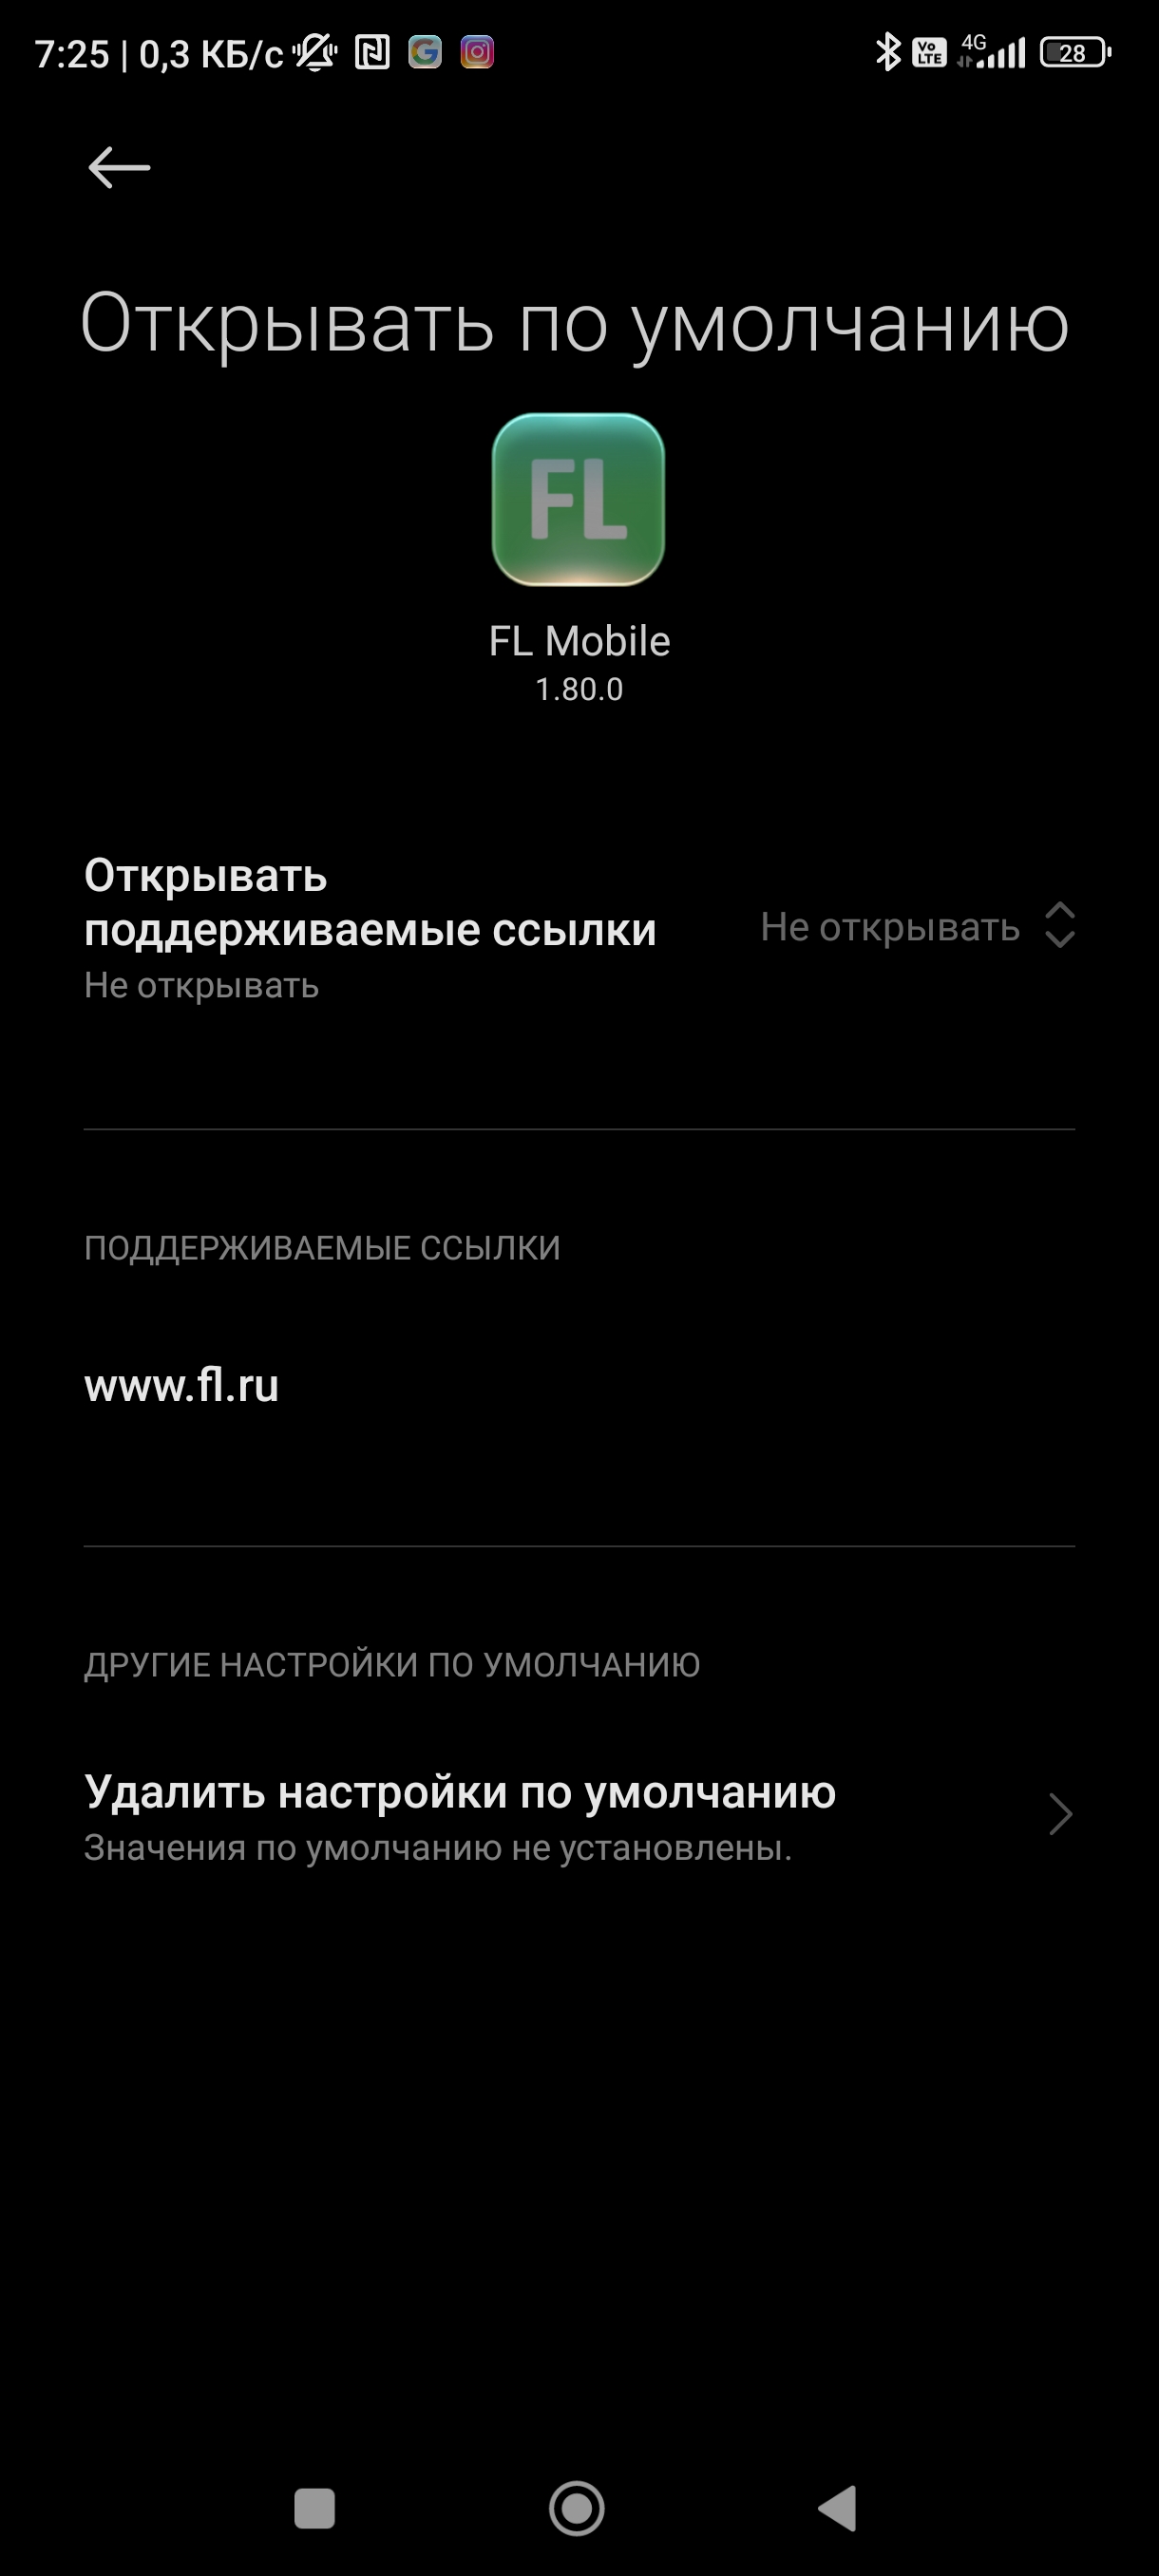 7:25 | 0,3 КБ/с
Vo LTE 4G 28
Открывать по умолчанию
FL
FL Mobile
1.80.0
Открывать
поддерживаемые ссылки
Не открывать
Не открывать
ПОДДЕРЖИВАЕМЫЕ ССЫЛКИ
www.fl.ru
ДРУГИЕ НАСТРОЙКИ ПО УМОЛЧАНИЮ
Удалить настройки по умолчанию
Значения по умолчанию не установлены.